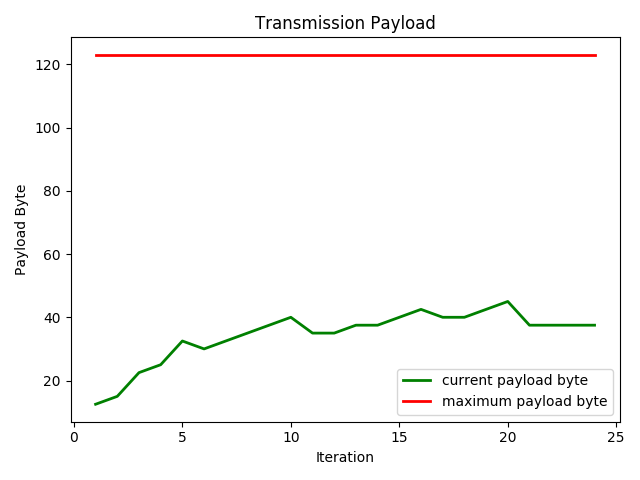 Transmission Payload
Payload Byte
120
100
80
60
40
20
0
5
10
15
20
25
Iteration
current payload byte
maximum payload byte